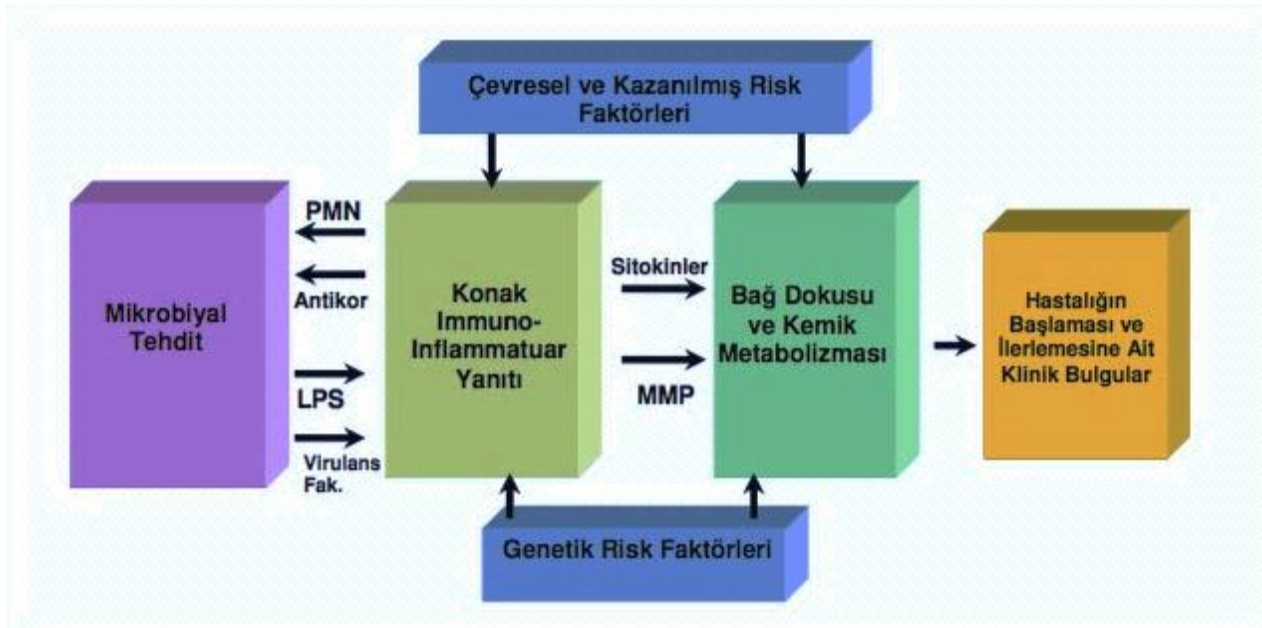 Çevresel ve Kazanılmış Risk
Faktörleri
Mikrobiyal
Tehdit
PMN
Antikor
LPS
Virulans
Fak.
Konak
Immuno-
Inflammatuar
Yanıtı
Sitokinler
MMP
Bağ Dokusu
ve Kemik
Metabolizması
Hastalığın
Başlaması ve
İlerlemesine Ait
Klinik Bulgular
Genetik Risk Faktörleri